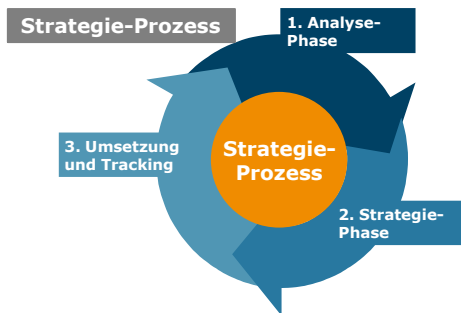 Strategie-Prozess
1. Analyse-
Phase
3. Umsetzung
und Tracking
Strategie-
Prozess
2. Strategie-
Phase